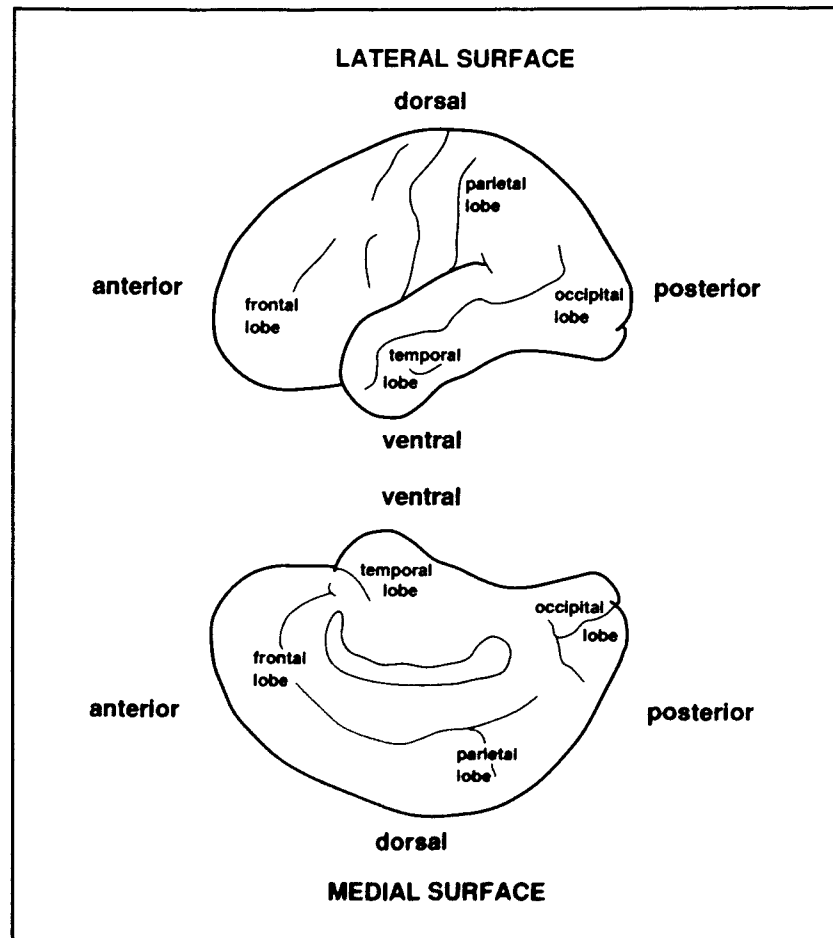 LATERAL SURFACE
dorsal
parietal
lobe
anterior
frontal
lobe
occipital
lobe
posterior
temporal
lobe
ventral
ventral
temporal
lobe
occipital
lobe
frontal
lobe
anterior
posterior
parietal
lobe
dorsal
MEDIAL SURFACE